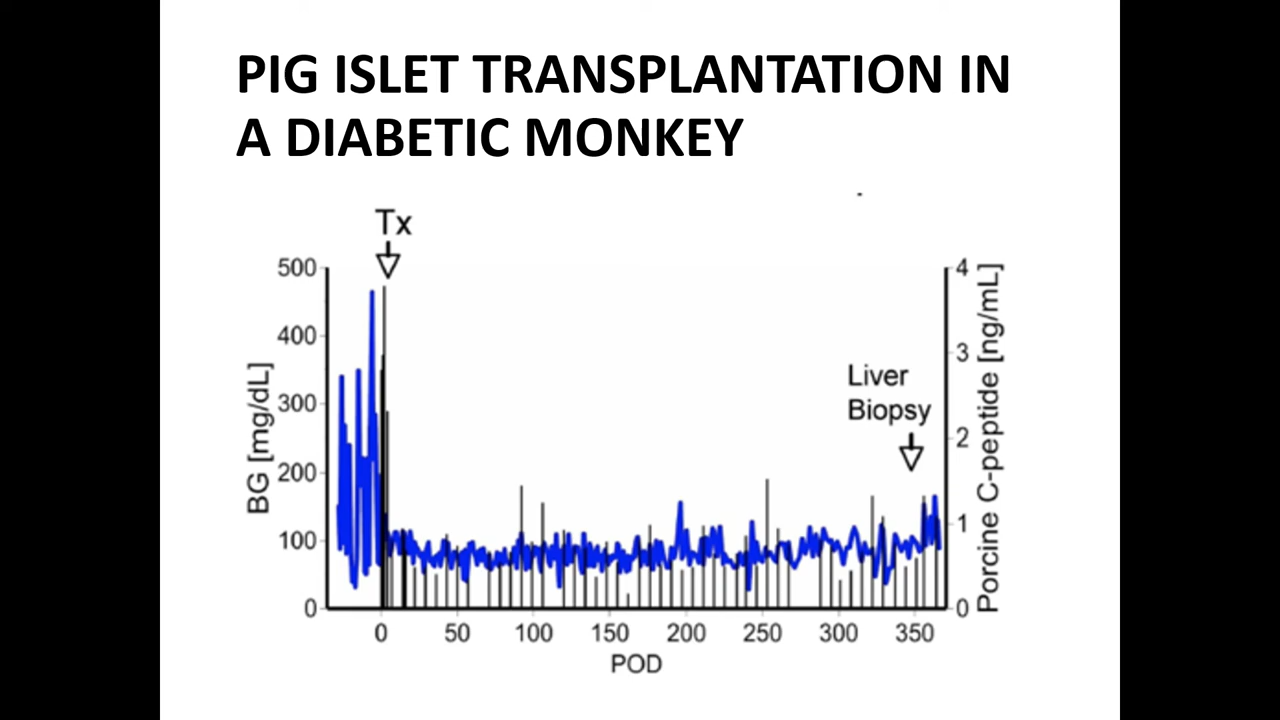 PIG ISLET TRANSPLANTATION IN
A DIABETIC MONKEY
Tx
500
400
300
200
100
0
BG [mg/dL]
4
3
2
1
0
Porcine C-peptide [ng/mL]
Liver
Biopsy
0 50 100 150 200 250 300 350
POD